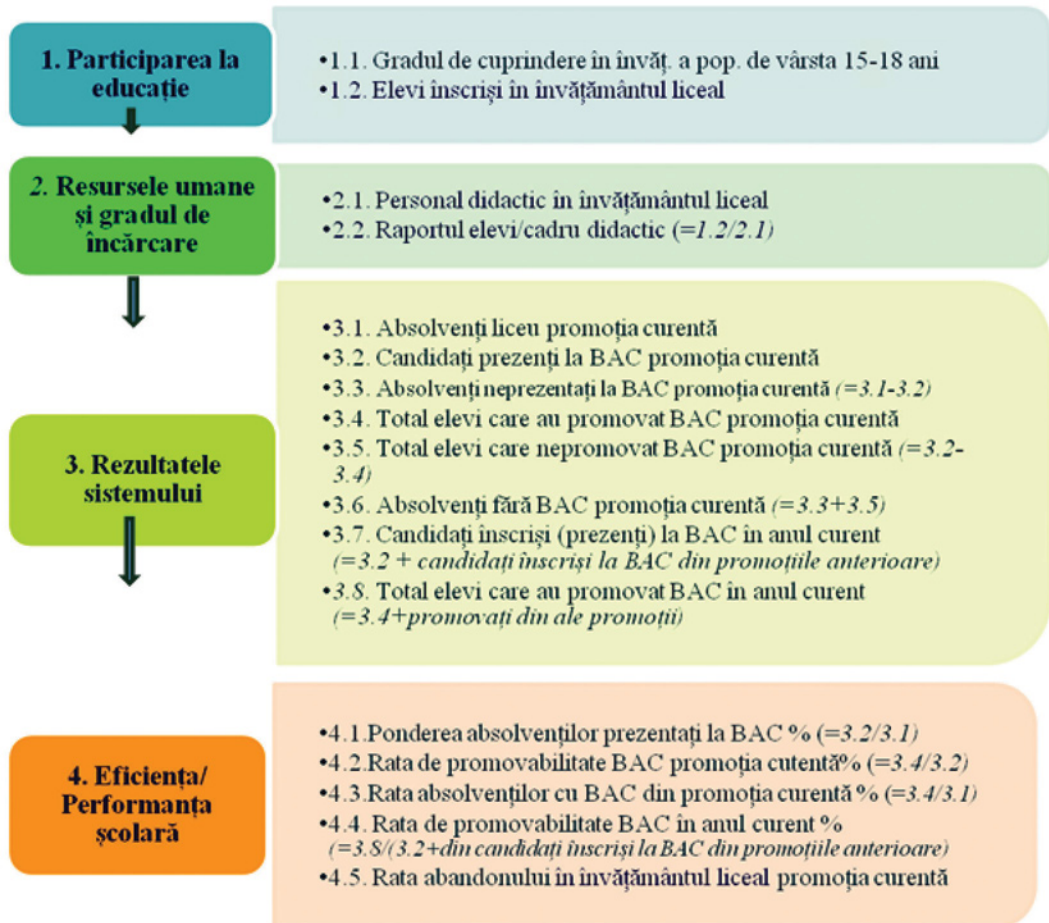 1. Participarea la
educație
•1.1. Gradul de cuprindere în învăț. a pop. de vârsta 15-18 ani
•1.2. Elevi înscriși în învățământul liceal
2. Resursele umane
și gradul de
încărcare
•2.1. Personal didactic în învățământul liceal
•2.2. Raportul elevi/cadru didactic (=1.2/2.1)
3. Rezultatele
sistemului
•3.1. Absolvenți liceu promoția curentă
•3.2. Candidați prezenți la BAC promoția curentă
•3.3. Absolvenți neprezentați la BAC promoția curentă (=3.1-3.2)
•3.4. Total elevi care au promovat BAC promoția curentă
•3.5. Total elevi care nepromovat BAC promoția curentă (=3.2-
3.4)
•3.6. Absolvenți fără BAC promoția curentă (=3.3+3.5)
•3.7. Candidați înscriși (prezenți) la BAC în anul curent
(=3.2 + candidați înscriși la BAC din promoțiile anterioare)
•3.8. Total elevi care au promovat BAC în anul curent
(=3.4+promovați din ale promoții)
4. Eficiența/
Performanța
școlară
•4.1.Ponderea absolvenților prezentați la BAC % (=3.2/3.1)
•4.2.Rata de promovabilitate BAC promoția cutentă% (=3.4/3.2)
•4.3.Rata absolvenților cu BAC din promoția curentă % (=3.4/3.1)
•4.4. Rata de promovabilitate BAC în anul curent %
(=3.8/(3.2+din candidați înscriși la BAC din promoțiile anterioare)
•4.5. Rata abandonului în învățământul liceal promoția curentă